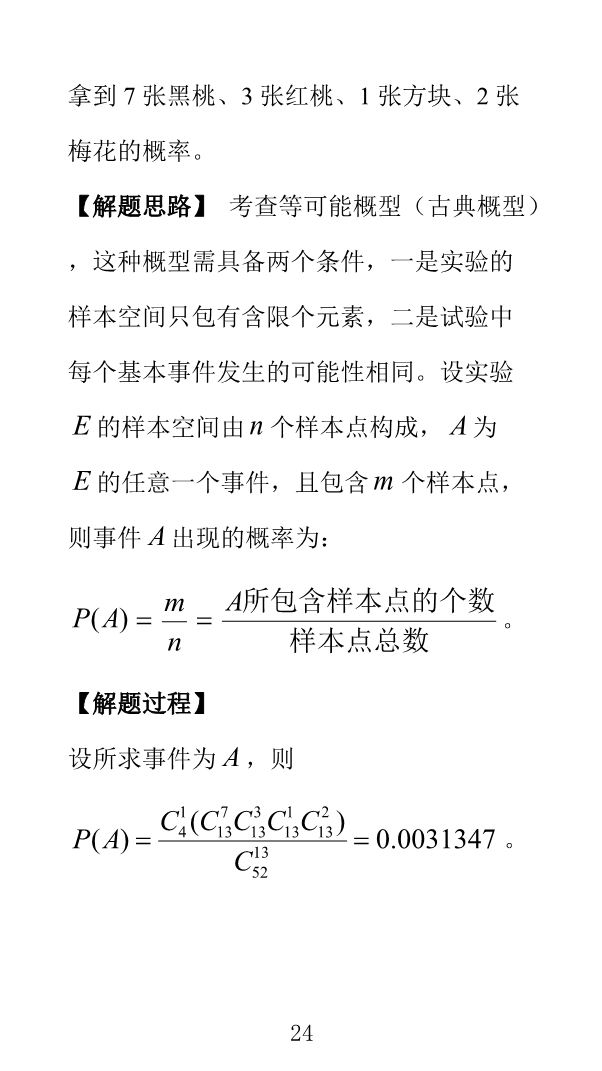 拿到 7 张黑桃、3 张红桃、1 张方块、2 张
梅花的概率。
【解题思路】 考查等可能概型（古典概型）
，这种概型需具备两个条件，一是实验的
样本空间只包有含限个元素，二是试验中
每个基本事件发生的可能性相同。设实验
E 的样本空间由 n 个样本点构成， A 为
E 的任意一个事件，且包含 m 个样本点，
则事件 A 出现的概率为：
P(A) = m/n = A所包含样本点的个数/样本点总数 。
【解题过程】
设所求事件为 A ，则
P(A) = C_4^1(C_{13}^7C_{13}^3C_{13}^1C_{13}^2)/C_{52}^{13} = 0.0031347 。
24